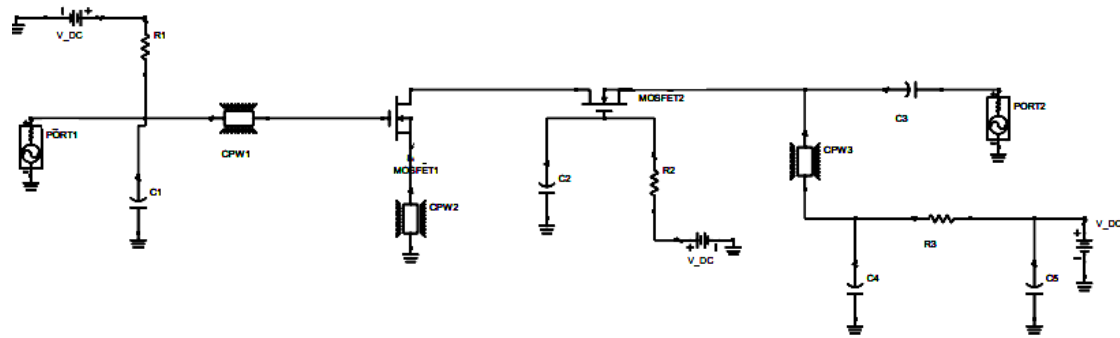 V_DC
R1
PORT1
CPW1
C1
MOSFET1
CPW2
MOSFET2
C2
R2
V_DC
C3
PORT2
CPW3
R3
C4
C5
V_DC